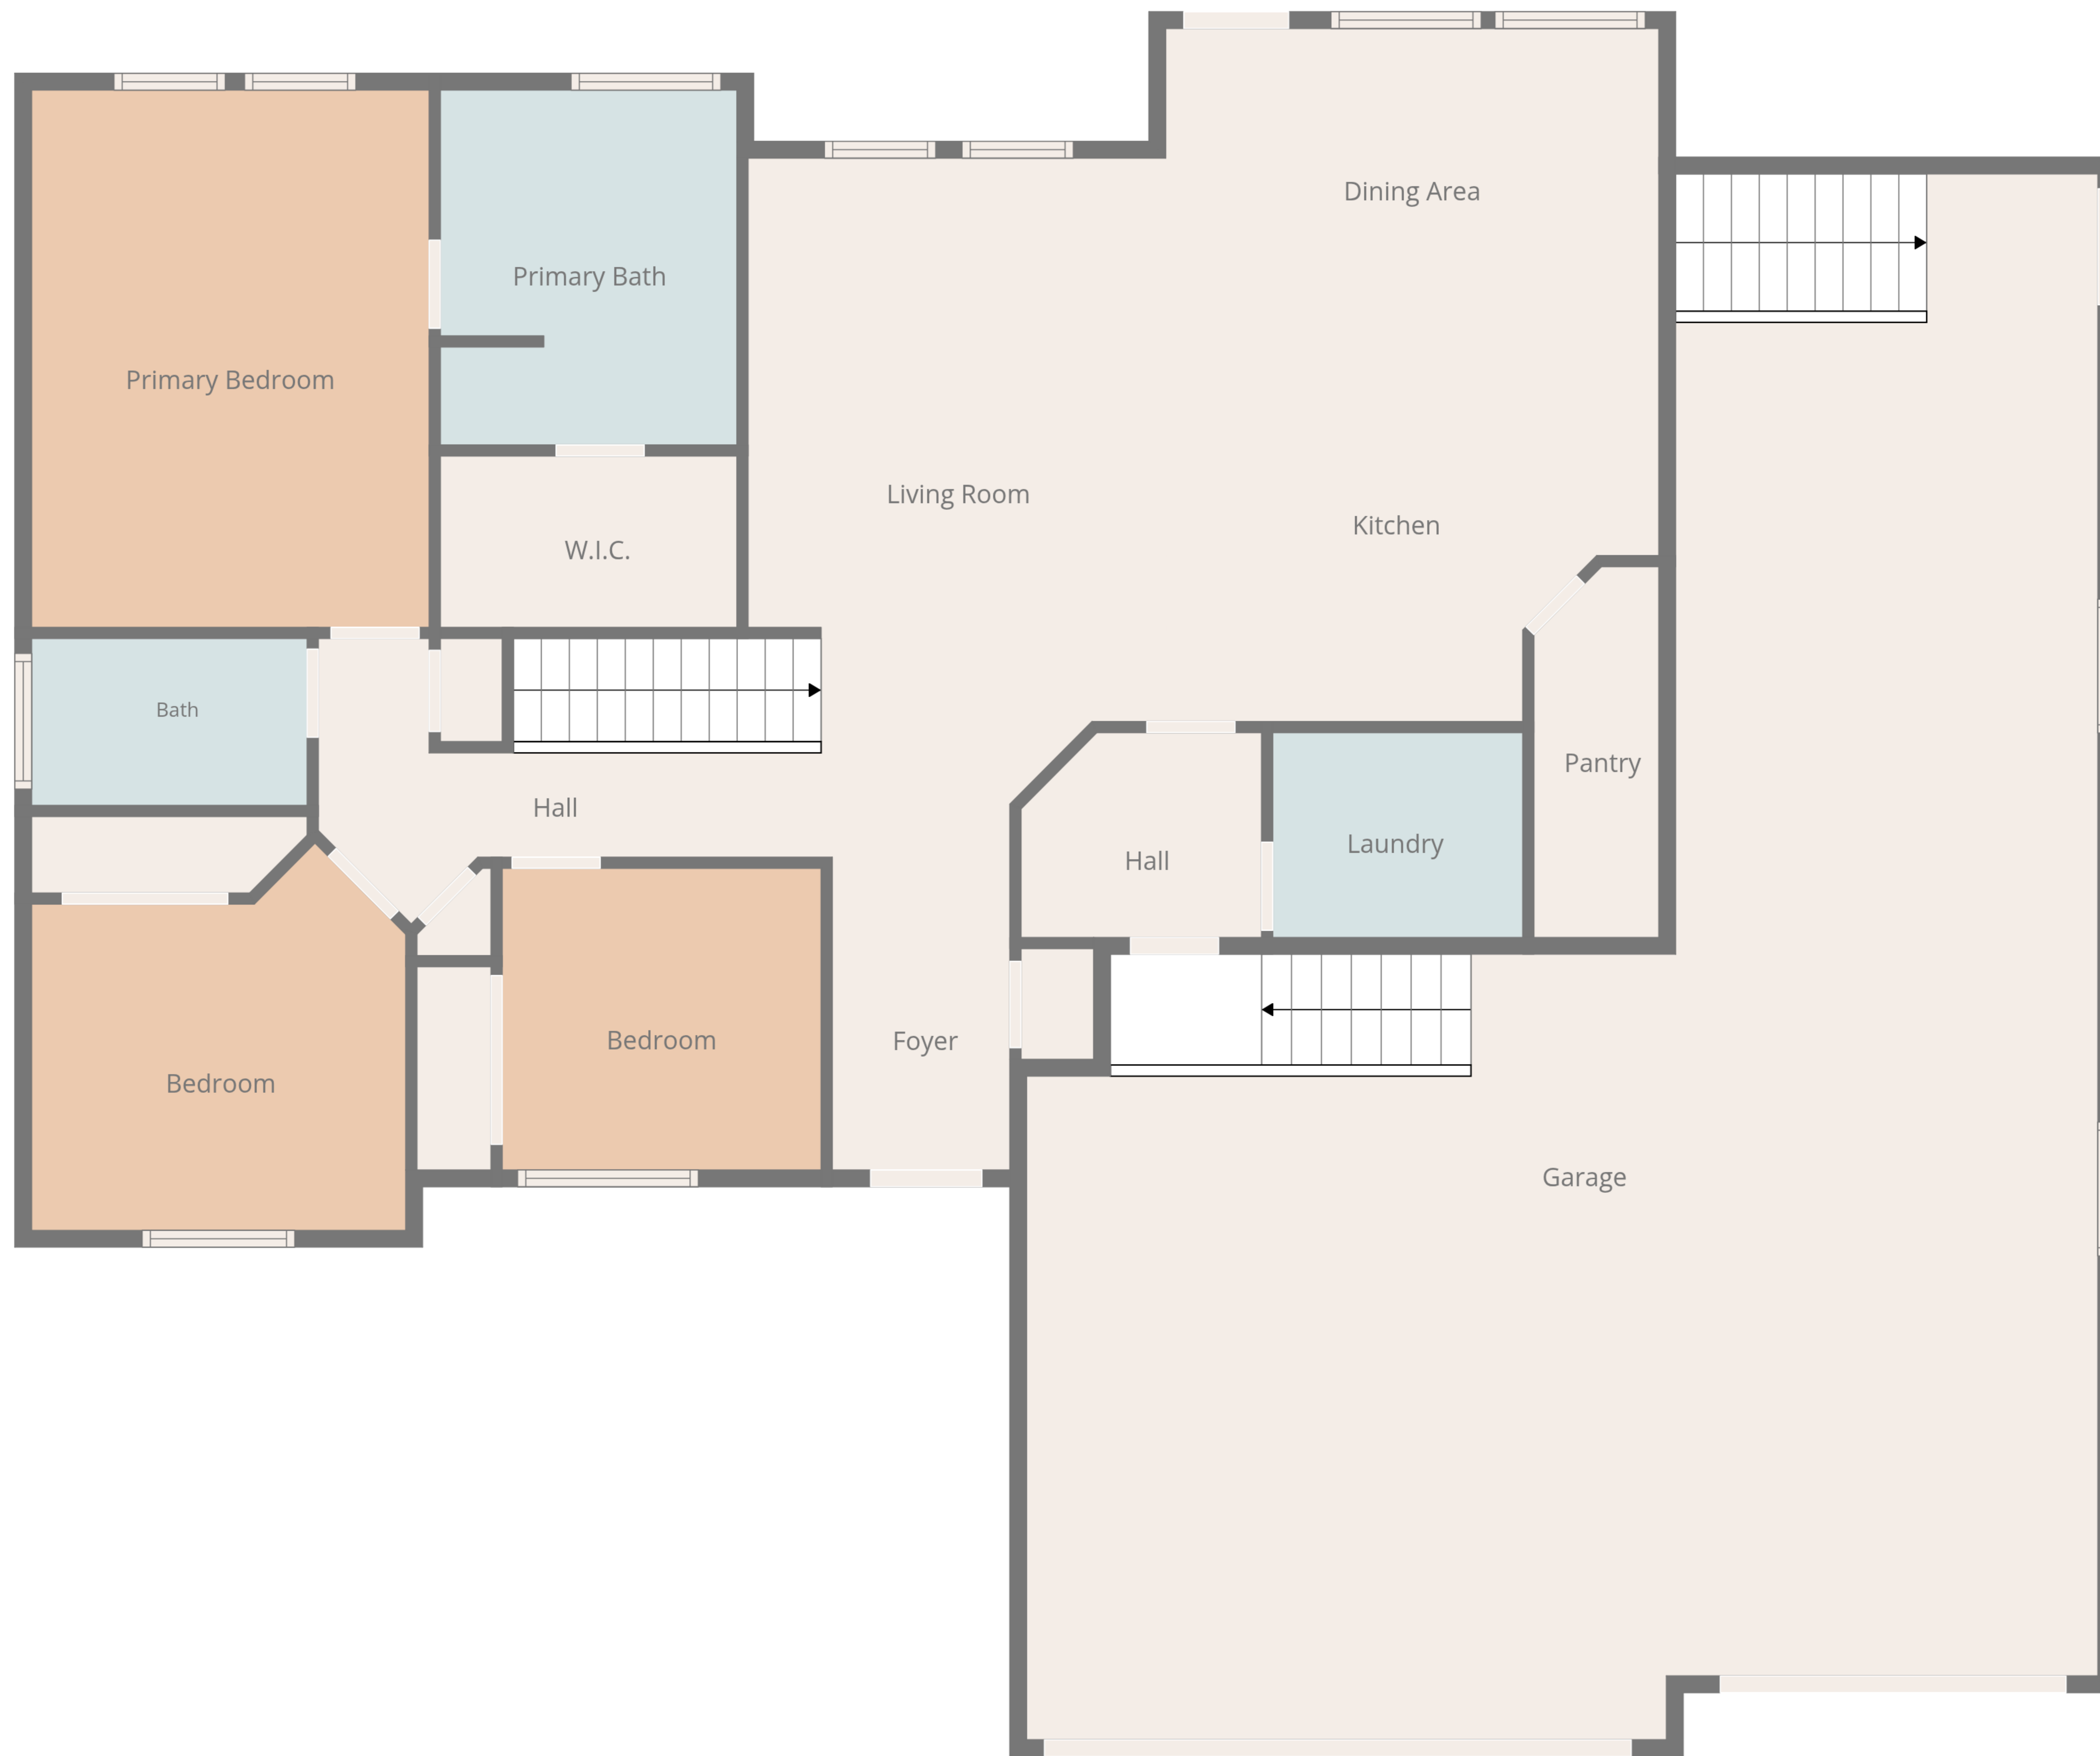 Dining Area
Primary Bath
Primary Bedroom
Living Room
Kitchen
W.I.C.
Bath
Pantry
Hall
Laundry
Hall
Bedroom
Foyer
Bedroom
Garage